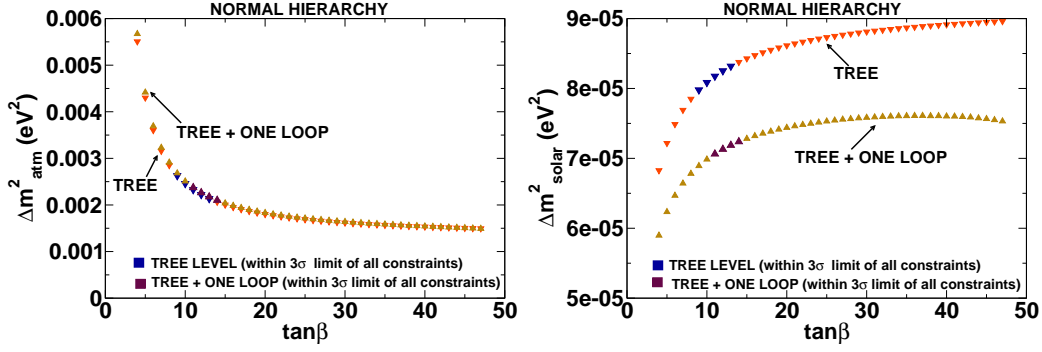 NORMAL HIERARCHY
0.006
0.005
0.004
0.003
0.002
0.001
0
Δm²atm (eV²)
TREE + ONE LOOP
TREE
TREE LEVEL (within 3σ limit of all constraints)
TREE + ONE LOOP (within 3σ limit of all constraints)
0 10 20 30 40 50
tanβ
NORMAL HIERARCHY
9e-05
8e-05
7e-05
6e-05
5e-05
Δm²solar (eV²)
TREE
TREE + ONE LOOP
TREE LEVEL (within 3σ limit of all constraints)
TREE + ONE LOOP (within 3σ limit of all constraints)
0 10 20 30 40 50
tanβ